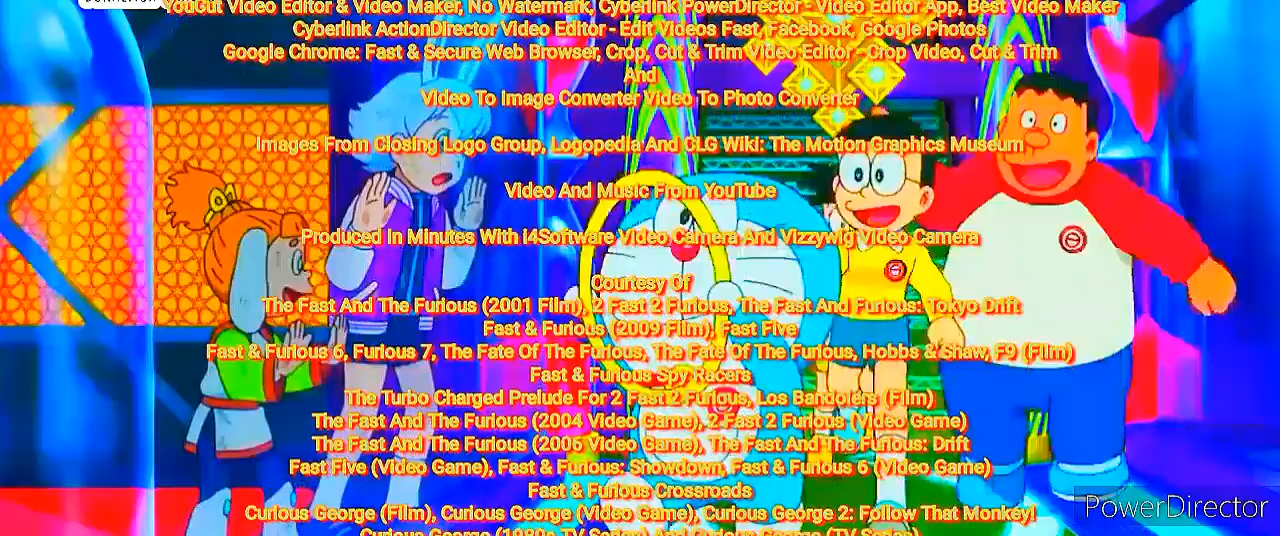 YouCut Video Editor & Video Maker, No Watermark, Cyberlink PowerDirector - Video Editor App, Best Video Maker
Cyberlink ActionDirector Video Editor - Edit Videos Fast, Facebook, Google Photos
Google Chrome: Fast & Secure Web Browser, Crop, Cut & Trim Video Editor - Crop Video, Cut & Trim
And
Video To Image Converter Video To Photo Converter
Images From Closing Logo Group, Logopedia And CLG Wiki: The Motion Graphics Museum
Video And Music From YouTube
Produced In Minutes With i4Software Video Camera And Vizzywig Video Camera
Courtesy Of
The Fast And The Furious (2001 Film), 2 Fast 2 Furious, The Fast And Furious: Tokyo Drift
Fast & Furious (2009 Film), Fast Five
Fast & Furious 6, Furious 7, The Fate Of The Furious, The Fate Of The Furious, Hobbs & Shaw, F9 (Film)
Fast & Furious Spy Racers
The Turbo Charged Prelude For 2 Fast 2 Furious, Los Bandoleros (Film)
The Fast And The Furious (2004 Video Game), 2 Fast 2 Furious (Video Game)
The Fast And The Furious (2006 Video Game), The Fast And The Furious: Drift
Fast Five (Video Game), Fast & Furious: Showdown, Fast & Furious 6 (Video Game)
Fast & Furious Crossroads
Curious George (Film), Curious George (Video Game), Curious George 2: Follow That Monkey!
Curious George (1980s TV Series) And Curious George (TV Series)
PowerDirector